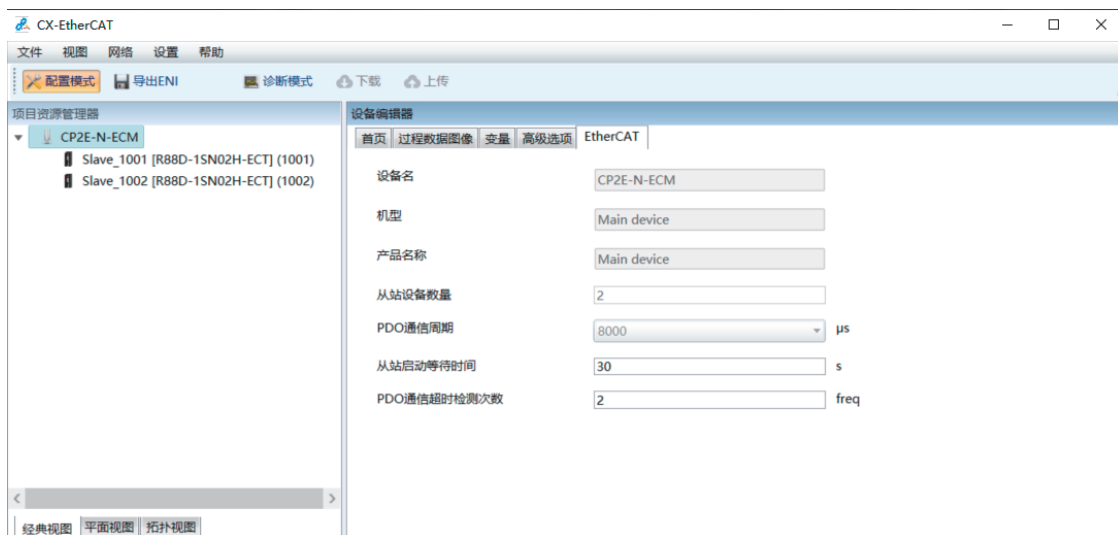 CX-EtherCAT
文件 视图 网络 设置 帮助
配置模式 导出ENI 诊断模式 下载 上传
项目资源管理器
CP2E-N-ECM
Slave_1001 [R88D-1SN02H-ECT] (1001)
Slave_1002 [R88D-1SN02H-ECT] (1002)
经典视图 平面视图 拓扑视图
设备编辑器
首页 过程数据图像 变量 高级选项 EtherCAT
设备名 CP2E-N-ECM
机型 Main device
产品名称 Main device
从站设备数量 2
PDO通信周期 8000 μs
从站启动等待时间 30 s
PDO通信超时检测次数 2 freq